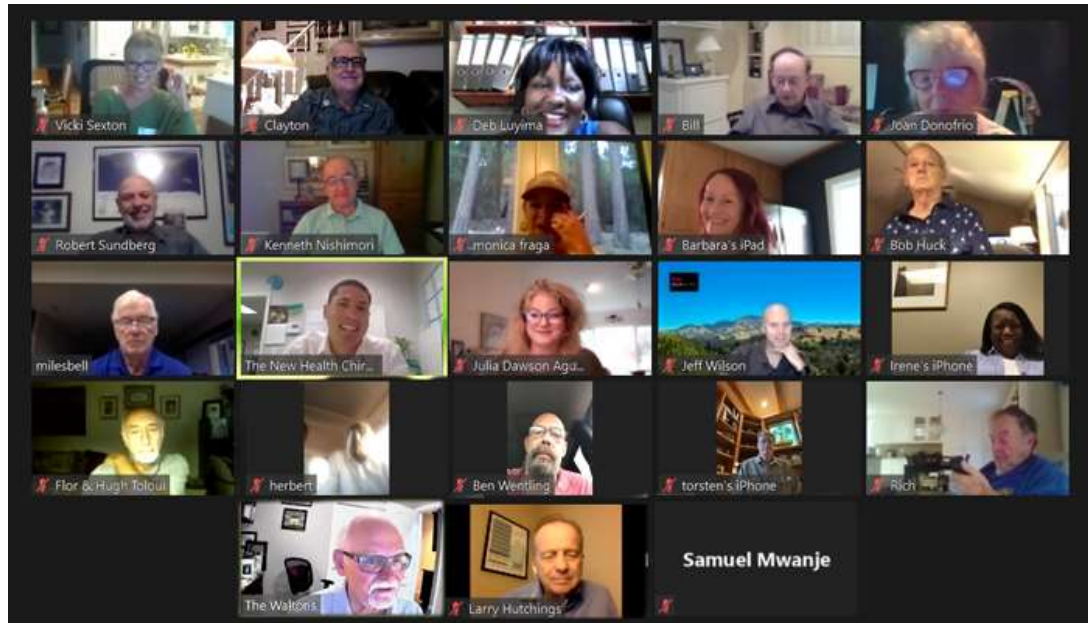 Vicki Sexton
Clayton
Deb Luyima
Bill
Joan Donofrio
Robert Sundberg
Kenneth Nishimori
monica fraga
Barbara's iPad
Bob Huck
milesbell
The New Health Chir...
Julia Dawson Agu...
Jeff Wilson
Irene's iPhone
Flor & Hugh Toloui
herbert
Ben Wentling
torsten's iPhone
Rich
The Waltons
Larry Hutchings
Samuel Mwanje